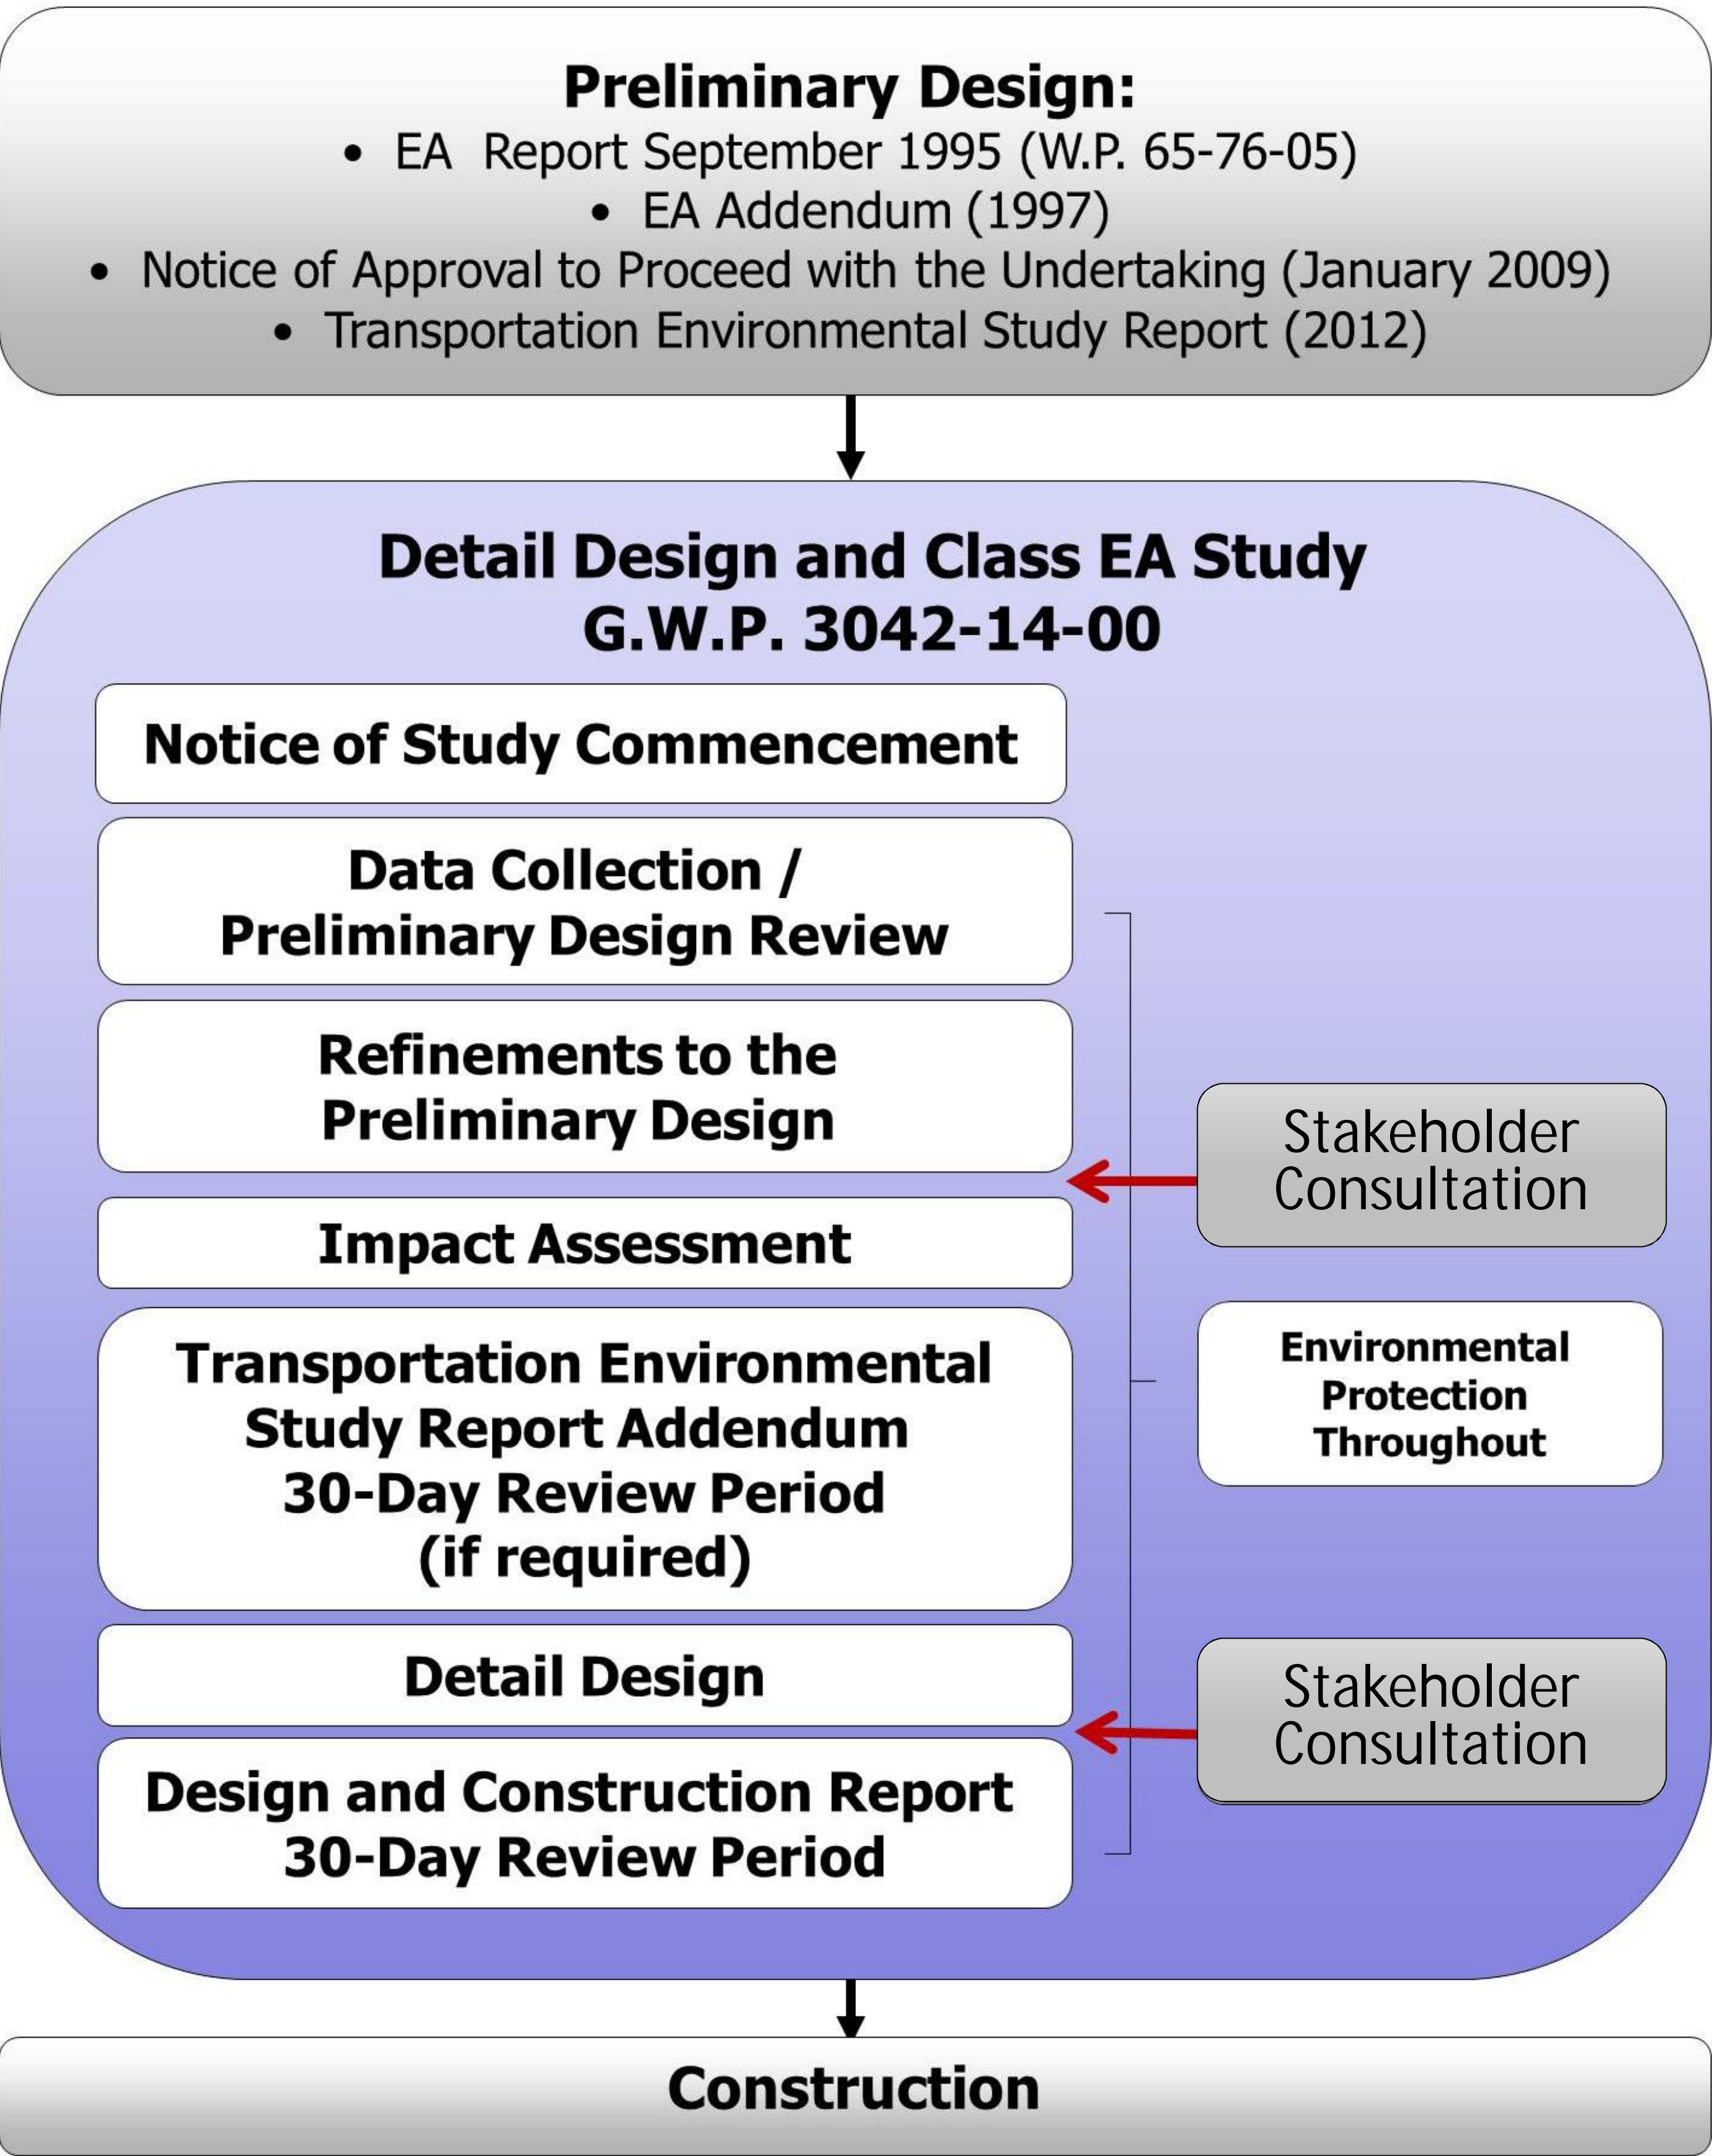 Preliminary Design:
• EA Report September 1995 (W.P. 65-76-05)
• EA Addendum (1997)
• Notice of Approval to Proceed with the Undertaking (January 2009)
• Transportation Environmental Study Report (2012)
Detail Design and Class EA Study
G.W.P. 3042-14-00
Notice of Study Commencement
Data Collection /
Preliminary Design Review
Refinements to the
Preliminary Design
Stakeholder
Consultation
Impact Assessment
Transportation Environmental
Study Report Addendum
30-Day Review Period
(if required)
Environmental
Protection
Throughout
Detail Design
Stakeholder
Consultation
Design and Construction Report
30-Day Review Period
Construction